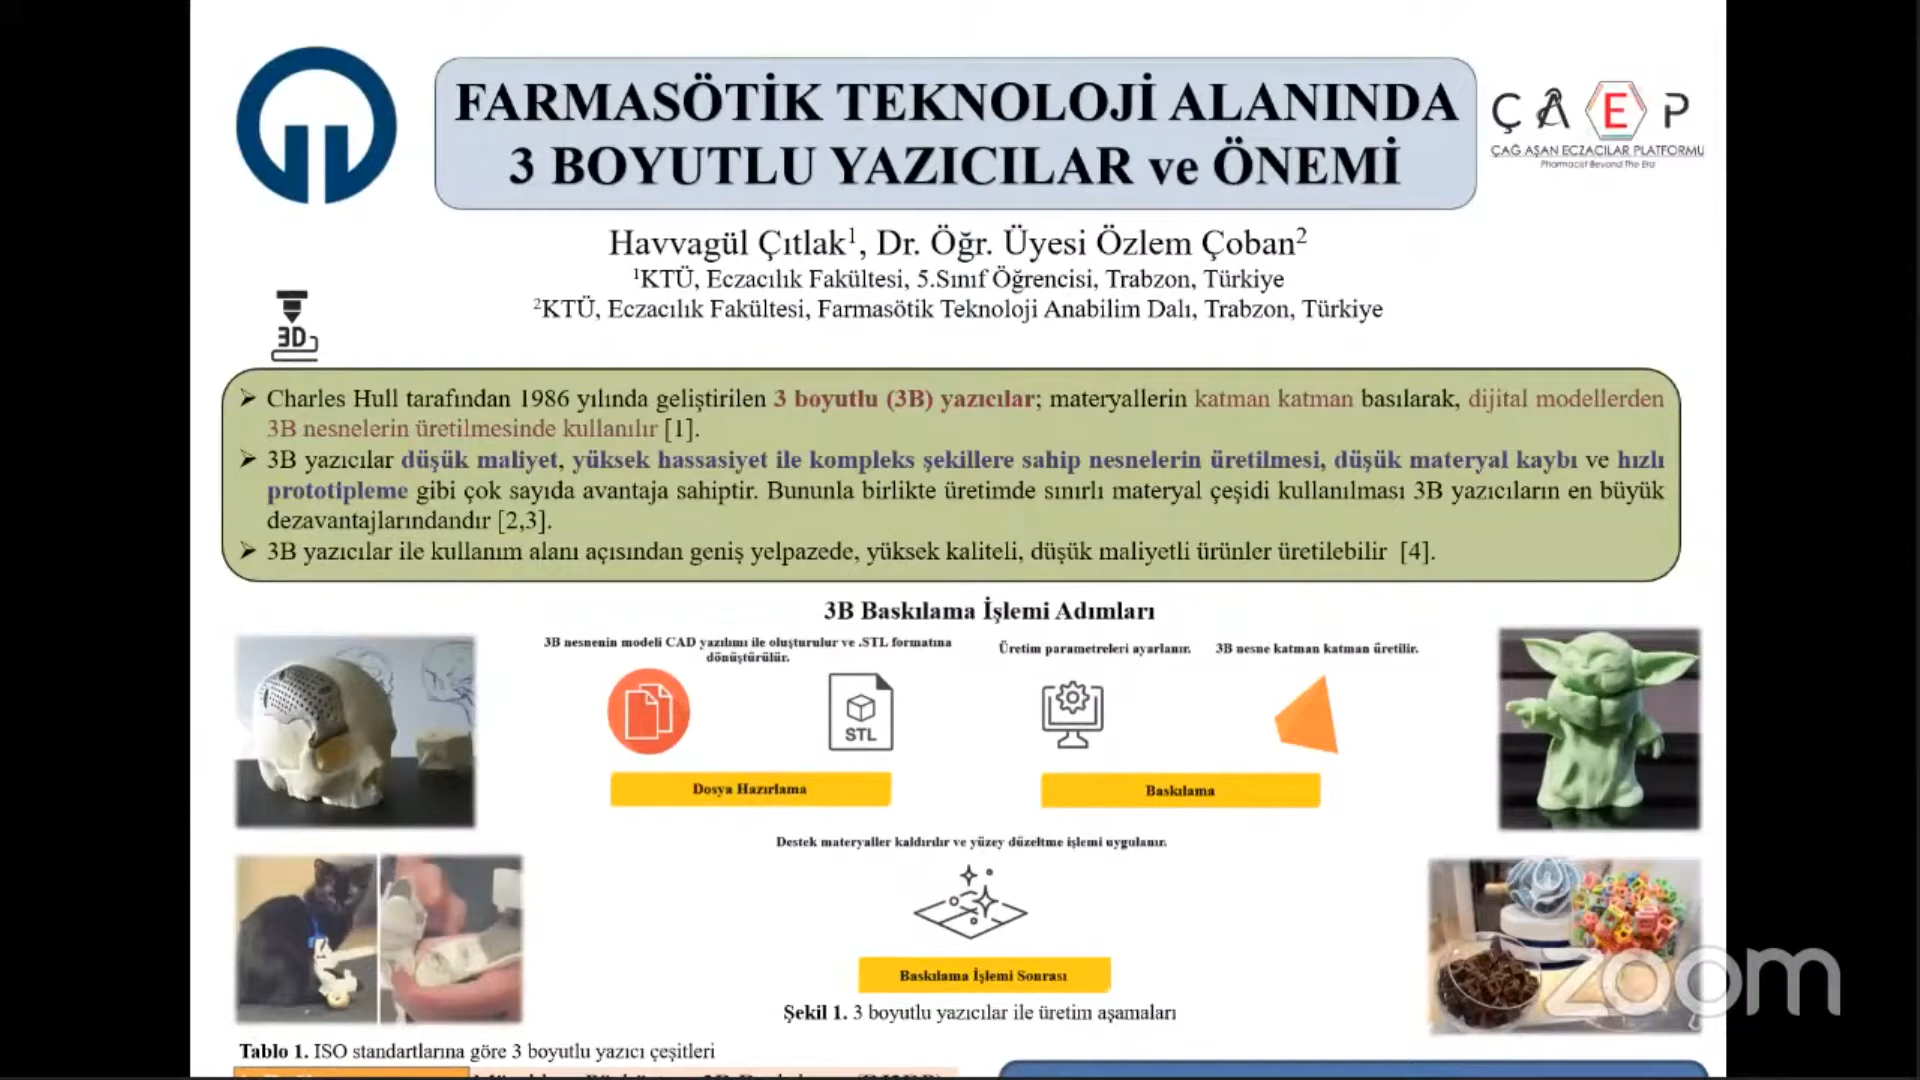 FARMASÖTİK TEKNOLOJİ ALANINDA
3 BOYUTLU YAZICILAR ve ÖNEMİ
ÇAEP
ÇAĞ AŞAN ECZACILAR PLATFORMU
Pharmacist Beyond The Era
Havvagül Çıtlak¹, Dr. Öğr. Üyesi Özlem Çoban²
¹KTÜ, Eczacılık Fakültesi, 5.Sınıf Öğrencisi, Trabzon, Türkiye
²KTÜ, Eczacılık Fakültesi, Farmasötik Teknoloji Anabilim Dalı, Trabzon, Türkiye
3D
➢ Charles Hull tarafından 1986 yılında geliştirilen 3 boyutlu (3B) yazıcılar; materyallerin katman katman basılarak, dijital modellerden
3B nesnelerin üretilmesinde kullanılır [1].
➢ 3B yazıcılar düşük maliyet, yüksek hassasiyet ile kompleks şekillere sahip nesnelerin üretilmesi, düşük materyal kaybı ve hızlı
prototipleme gibi çok sayıda avantaja sahiptir. Bununla birlikte üretimde sınırlı materyal çeşidi kullanılması 3B yazıcıların en büyük
dezavantajlarındandır [2,3].
➢ 3B yazıcılar ile kullanım alanı açısından geniş yelpazede, yüksek kaliteli, düşük maliyetli ürünler üretilebilir [4].
3B Baskılama İşlemi Adımları
3B nesnenin modeli CAD yazılımı ile oluşturulur ve .STL formatına
dönüştürülür.
Üretim parametreleri ayarlanır.
3B nesne katman katman üretilir.
STL
Dosya Hazırlama
Baskılama
Destek materyaller kaldırılır ve yüzey düzeltme işlemi uygulanır.
Baskılama İşlemi Sonrası
Şekil 1. 3 boyutlu yazıcılar ile üretim aşamaları
zoom
Tablo 1. ISO standartlarına göre 3 boyutlu yazıcı çeşitleri